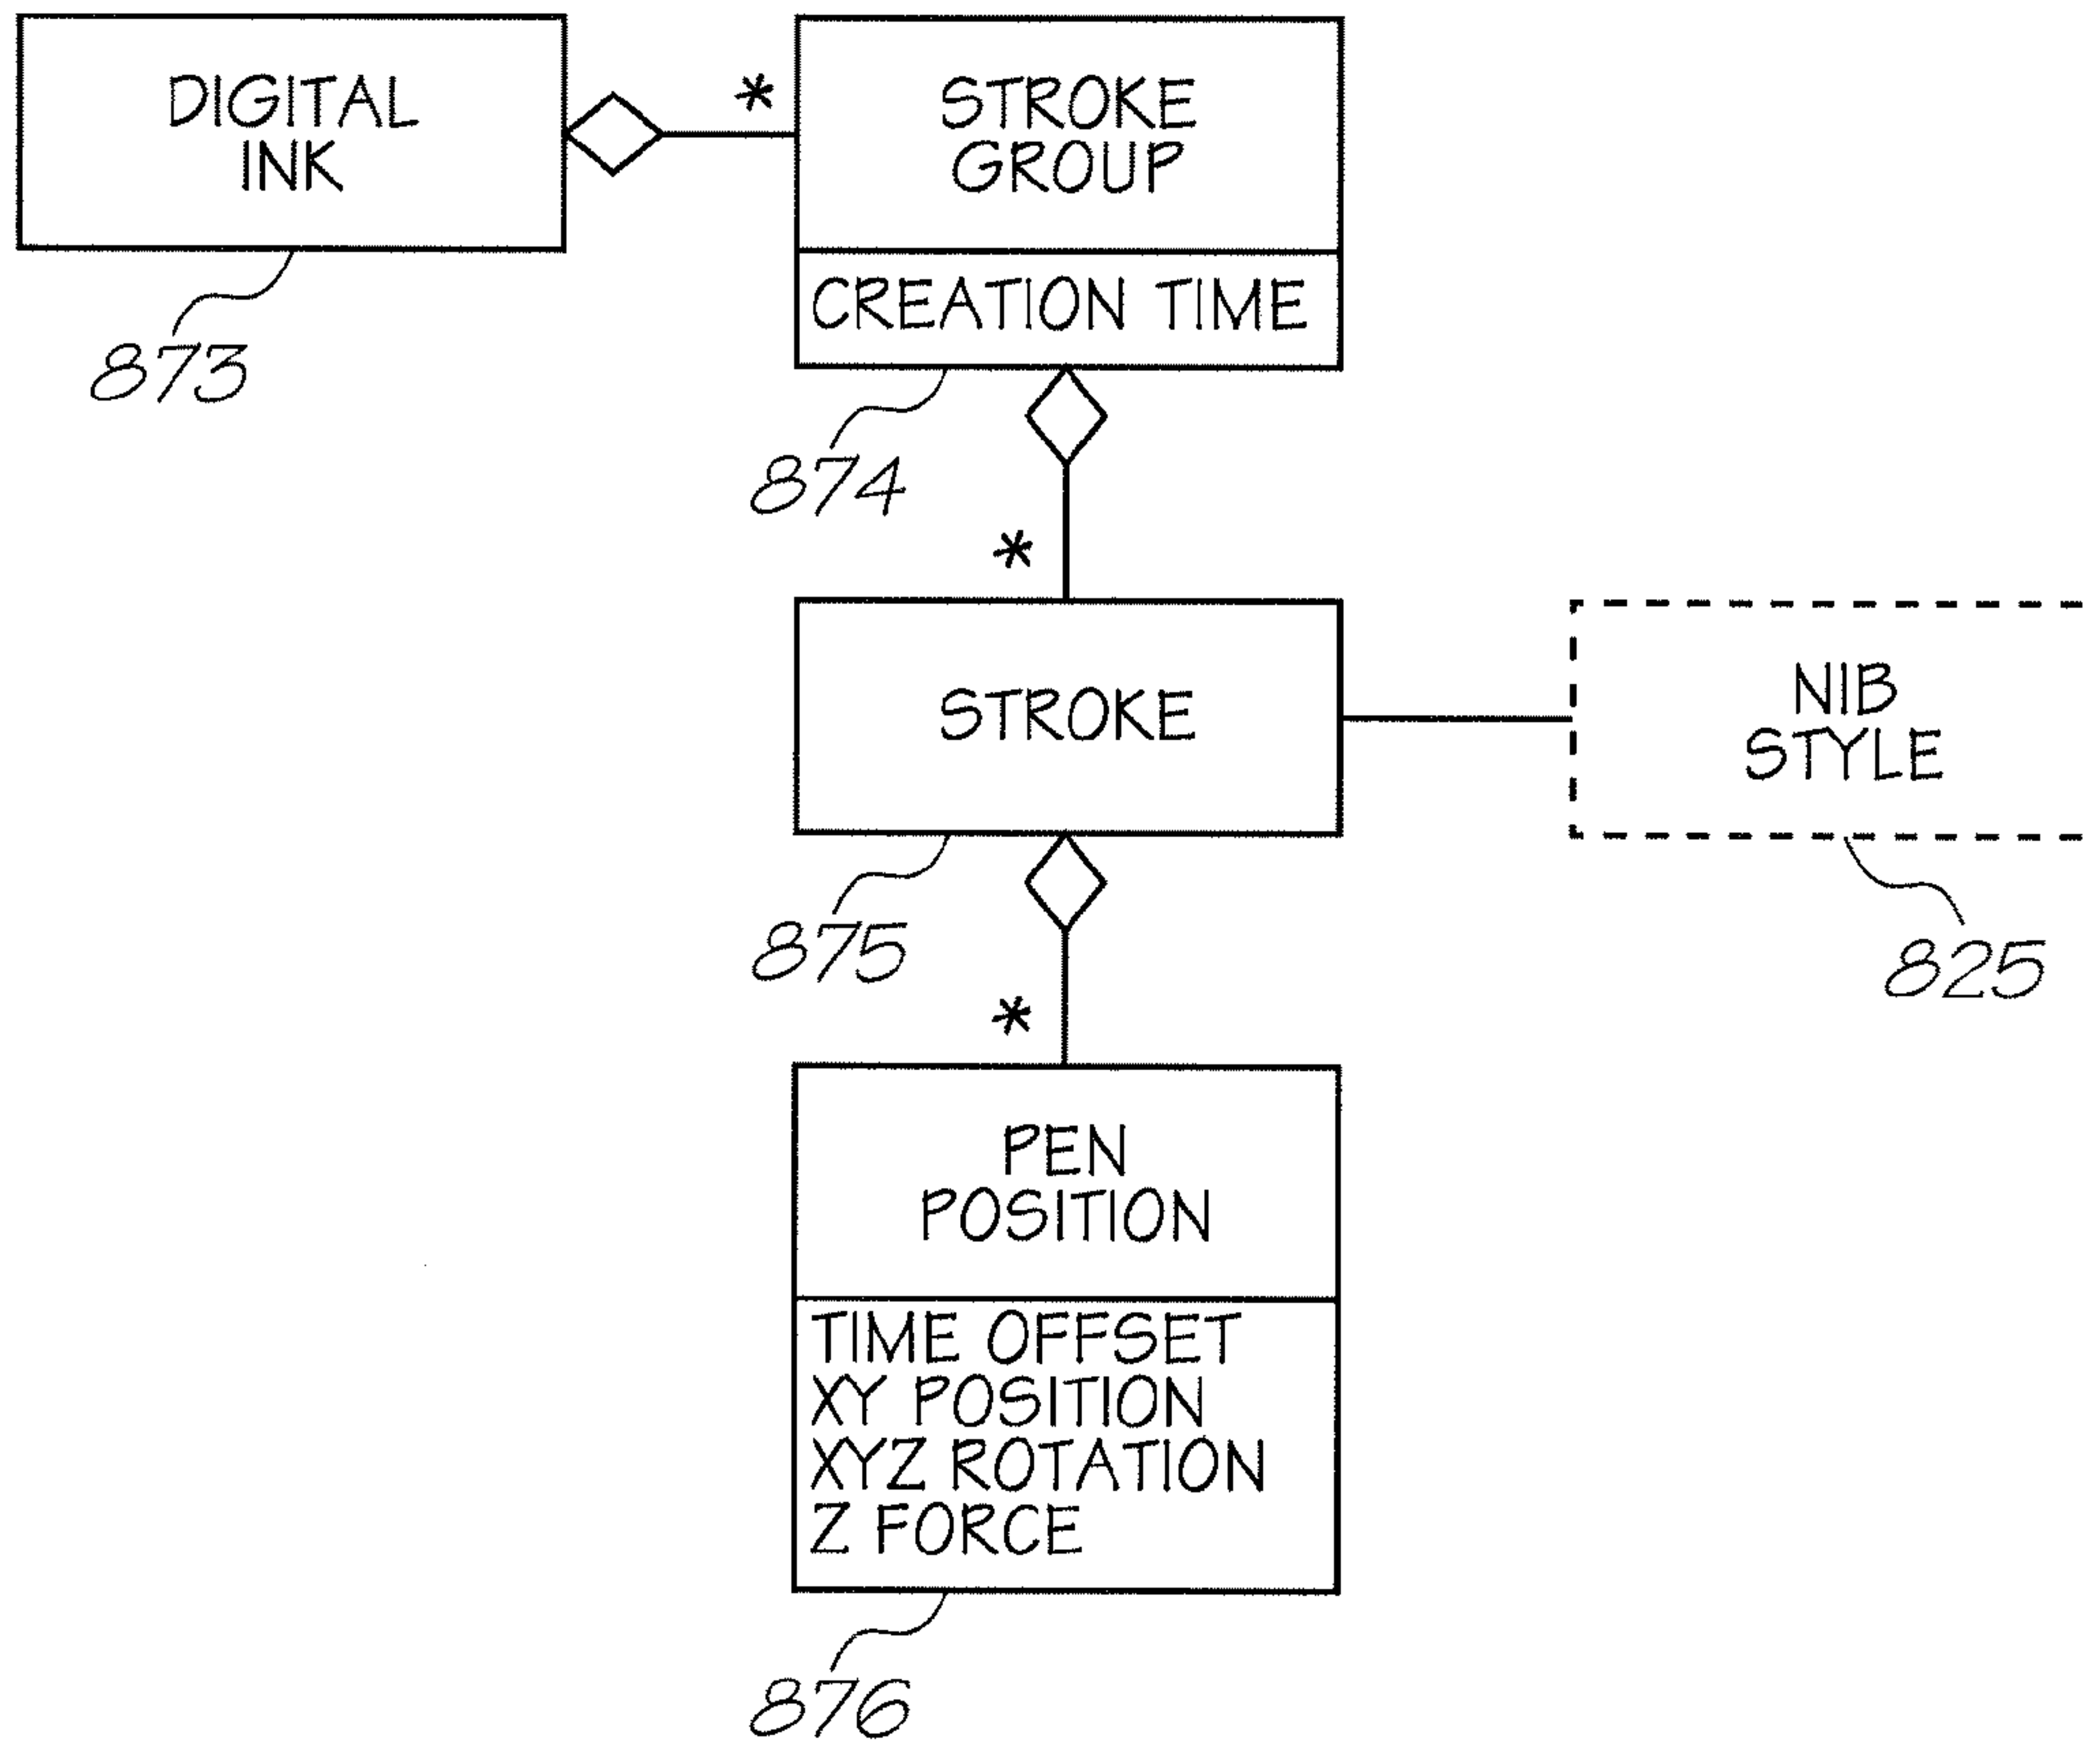 DIGITAL
INK
*
STROKE
GROUP
CREATION TIME
873
874
*
STROKE
NIB
STYLE
875
825
*
PEN
POSITION
TIME OFFSET
XY POSITION
XYZ ROTATION
Z FORCE
876